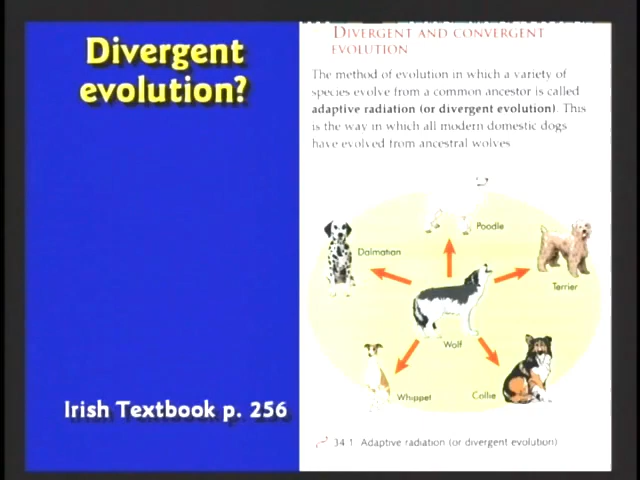 Divergent
evolution?
Irish Textbook p. 256
DIVERGENT AND CONVERGENT
EVOLUTION
The method of evolution in which a variety of
species evolve from a common ancestor is called
adaptive radiation (or divergent evolution). This
is the way in which all modern domestic dogs
have evolved from ancestral wolves
Poodle
Dalmation
Terrier
Wolf
Whippet
Collie
34.1 Adaptive radiation (or divergent evolution)